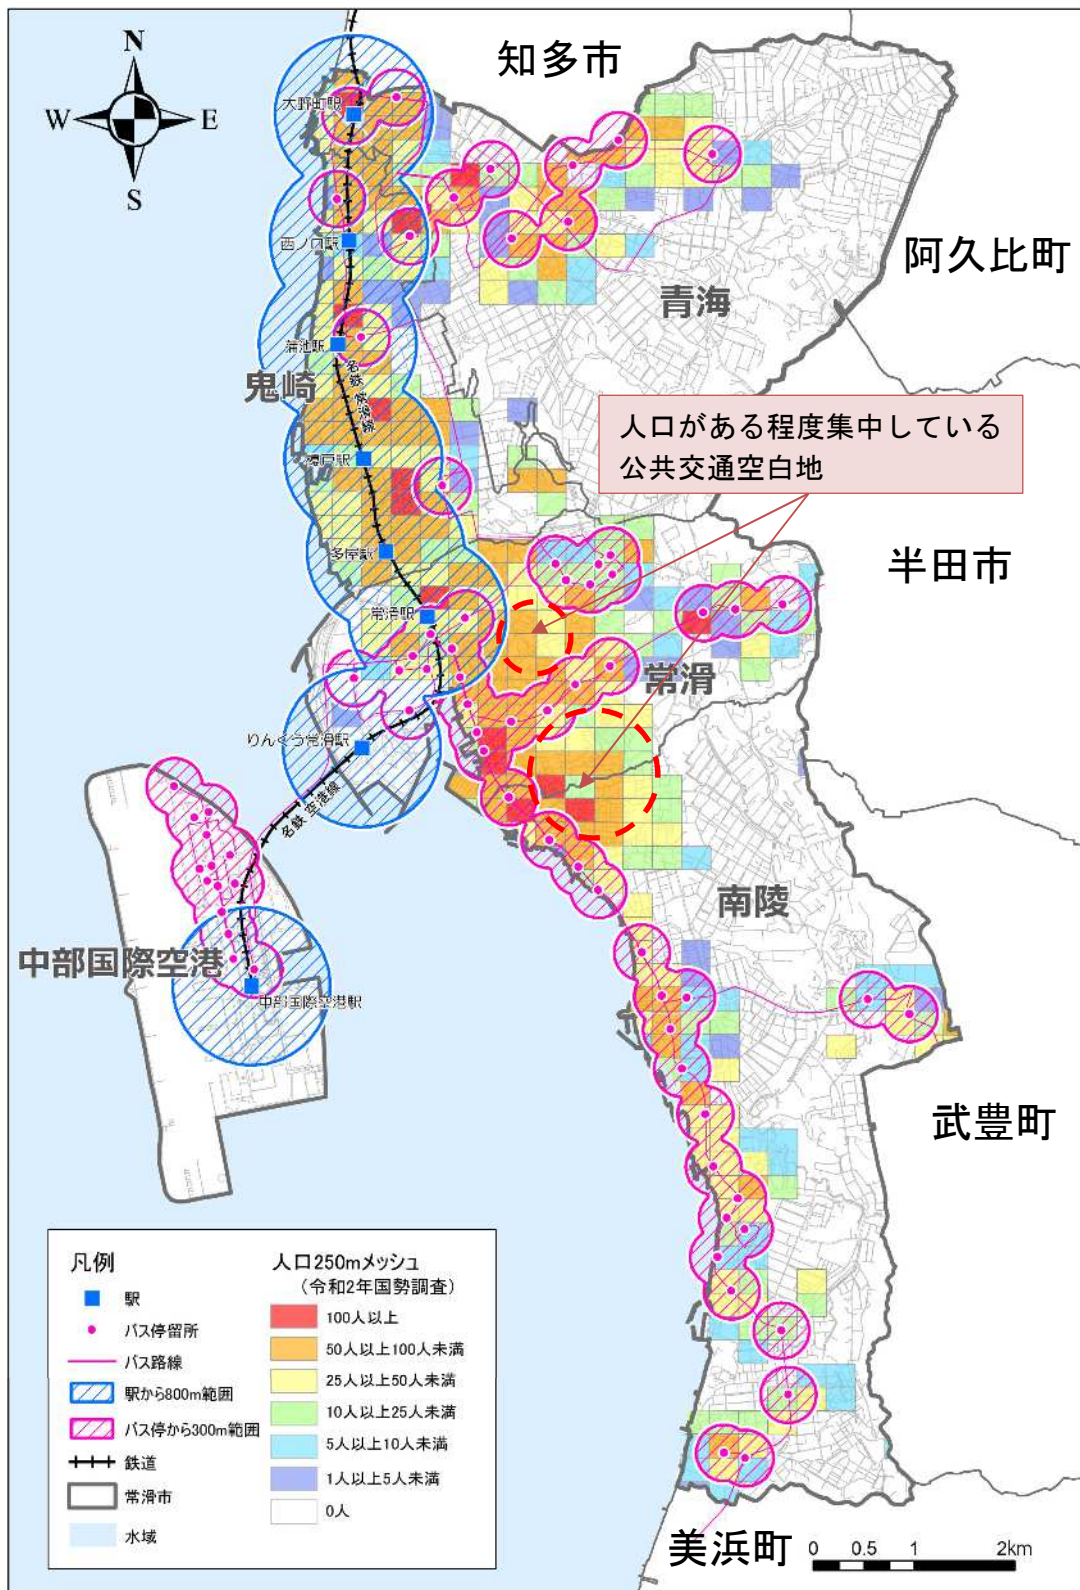 N
W
E
S
知多市
大野町駅
西ノ口駅
阿久比町
青海
蒲池駅
鬼崎
名鉄 常滑線
人口がある程度集中している
公共交通空白地
榎戸駅
多屋駅
半田市
常滑駅
常滑
りんくう常滑駅
名鉄 空港線
南陵
中部国際空港
中部国際空港駅
武豊町
凡例
駅
バス停留所
バス路線
駅から800m範囲
バス停から300m範囲
鉄道
常滑市
水域
人口250mメッシュ
(令和2年国勢調査)
100人以上
50人以上100人未満
25人以上50人未満
10人以上25人未満
5人以上10人未満
1人以上5人未満
0人
美浜町
0 0.5 1 2km